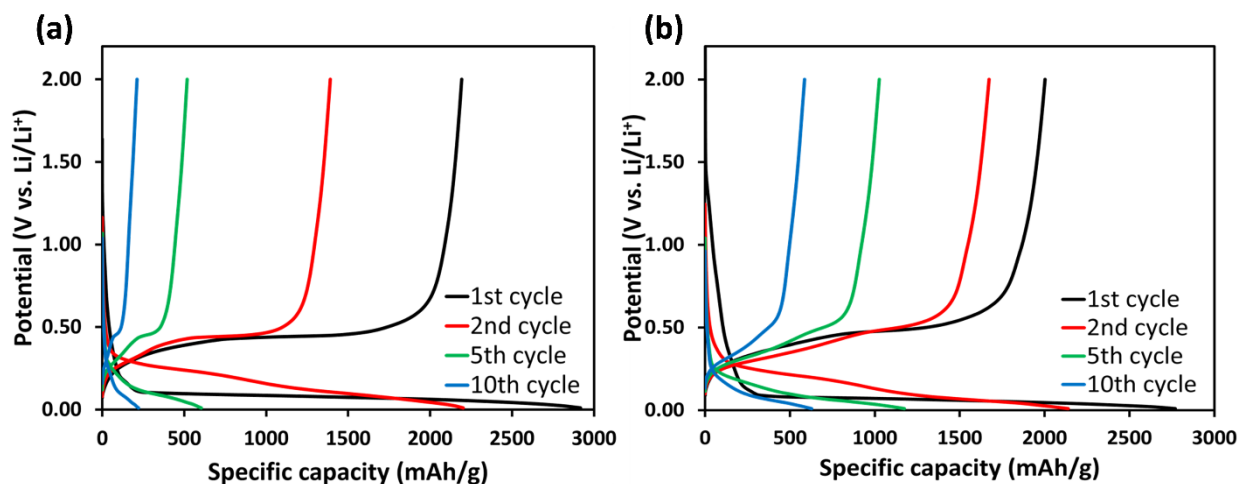 (a)
Potential (V vs. Li/Li⁺)
2.00
1.50
1.00
0.50
0.00
1st cycle
2nd cycle
5th cycle
10th cycle
0 500 1000 1500 2000 2500 3000
Specific capacity (mAh/g)
(b)
Potential (V vs. Li/Li⁺)
2.00
1.50
1.00
0.50
0.00
1st cycle
2nd cycle
5th cycle
10th cycle
0 500 1000 1500 2000 2500 3000
Specific capacity (mAh/g)